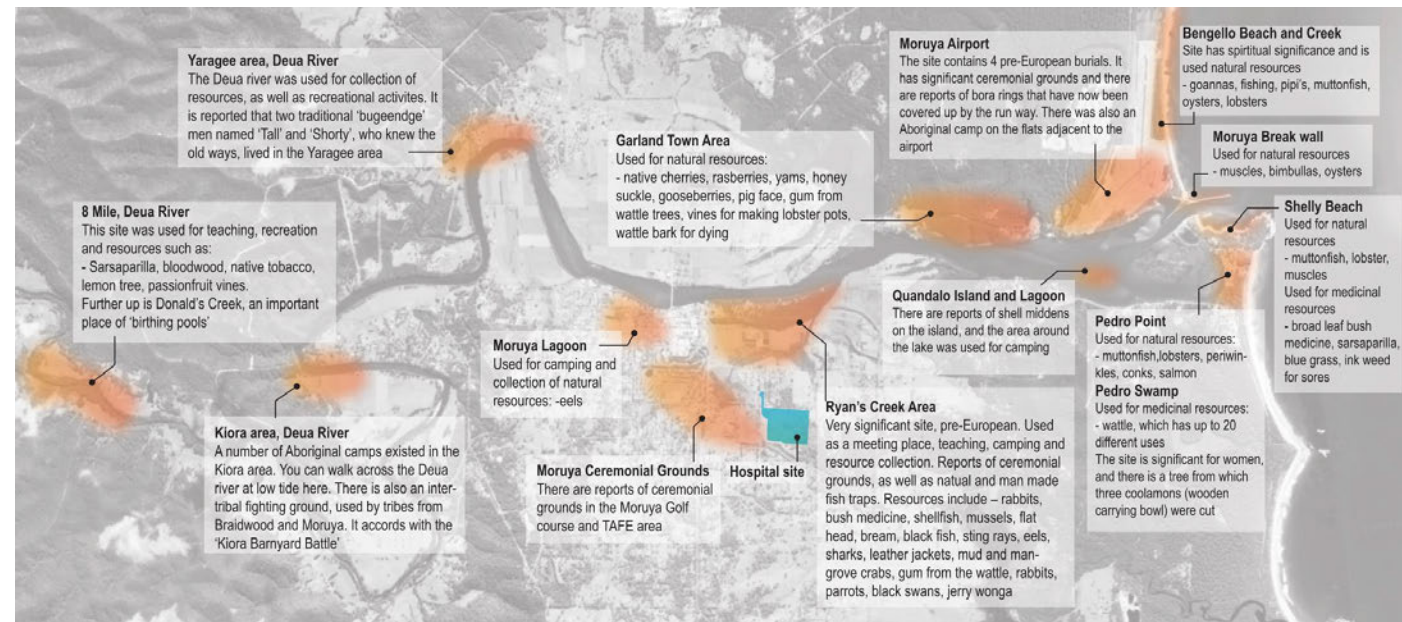 Yaragee area, Deua River
The Deua river was used for collection of
resources, as well as recreational activites. It
is reported that two traditional ‘bugeendge’
men named ‘Tall’ and ‘Shorty’, who knew the
old ways, lived in the Yaragee area
8 Mile, Deua River
This site was used for teaching, recreation
and resources such as:
- Sarsaparilla, bloodwood, native tobacco,
lemon tree, passionfruit vines.
Further up is Donald’s Creek, an important
place of ‘birthing pools’
Kiora area, Deua River
A number of Aboriginal camps existed in the
Kiora area. You can walk across the Deua
river at low tide here. There is also an inter-
tribal fighting ground, used by tribes from
Braidwood and Moruya. It accords with the
‘Kiora Barnyard Battle’
Garland Town Area
Used for natural resources:
- native cherries, rasberries, yams, honey
suckle, gooseberries, pig face, gum from
wattle trees, vines for making lobster pots,
wattle bark for dying
Moruya Lagoon
Used for camping and
collection of natural
resources: -eels
Moruya Ceremonial Grounds
There are reports of ceremonial
grounds in the Moruya Golf
course and TAFE area
Hospital site
Ryan’s Creek Area
Very significant site, pre-European. Used
as a meeting place, teaching, camping and
resource collection. Reports of ceremonial
grounds, as well as natual and man made
fish traps. Resources include – rabbits,
bush medicine, shellfish, mussels, flat
head, bream, black fish, sting rays, eels,
sharks, leather jackets, mud and man-
grove crabs, gum from the wattle, rabbits,
parrots, black swans, jerry wonga
Moruya Airport
The site contains 4 pre-European burials. It
has significant ceremonial grounds and there
are reports of bora rings that have now been
covered up by the run way. There was also an
Aboriginal camp on the flats adjacent to the
airport
Quandalo Island and Lagoon
There are reports of shell middens
on the island, and the area around
the lake was used for camping
Bengello Beach and Creek
Site has spirtitual significance and is
used natural resources
- goannas, fishing, pipi’s, muttonfish,
oysters, lobsters
Moruya Break wall
Used for natural resources
- muscles, bimbullas, oysters
Shelly Beach
Used for natural
resources
- muttonfish, lobster,
muscles
Used for medicinal
resources
- broad leaf bush
medicine, sarsaparilla,
blue grass, ink weed
for sores
Pedro Point
Used for natural resources:
- muttonfish,lobsters, periwin-
kles, conks, salmon
Pedro Swamp
Used for medicinal resources:
- wattle, which has up to 20
different uses
The site is significant for women,
and there is a tree from which
three coolamons (wooden
carrying bowl) were cut